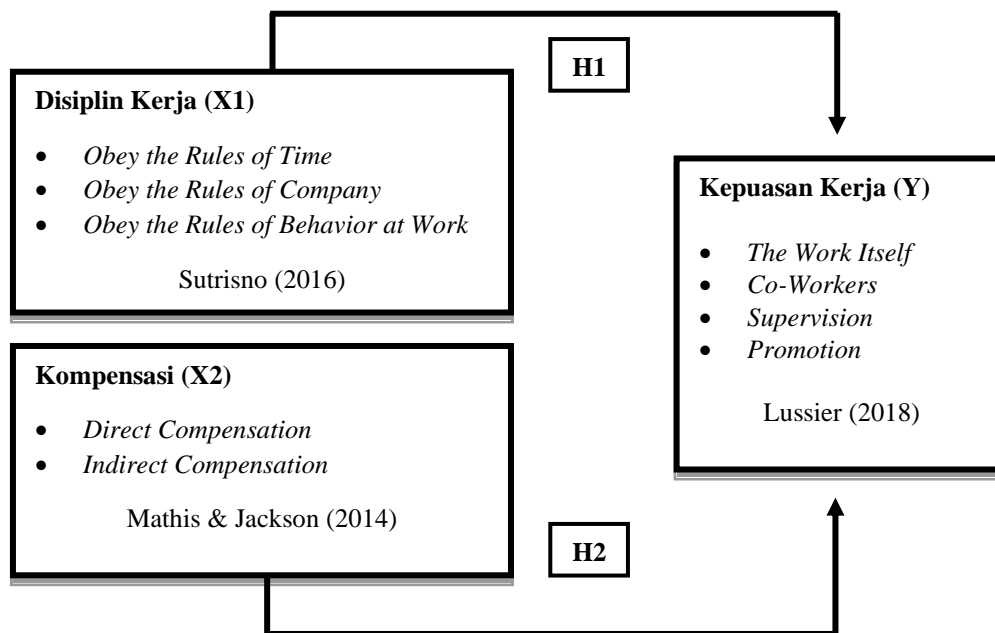 H1
Disiplin Kerja (X1)
• Obey the Rules of Time
• Obey the Rules of Company
• Obey the Rules of Behavior at Work
Sutrisno (2016)
Kompensasi (X2)
• Direct Compensation
• Indirect Compensation
Mathis & Jackson (2014)
H2
Kepuasan Kerja (Y)
• The Work Itself
• Co-Workers
• Supervision
• Promotion
Lussier (2018)